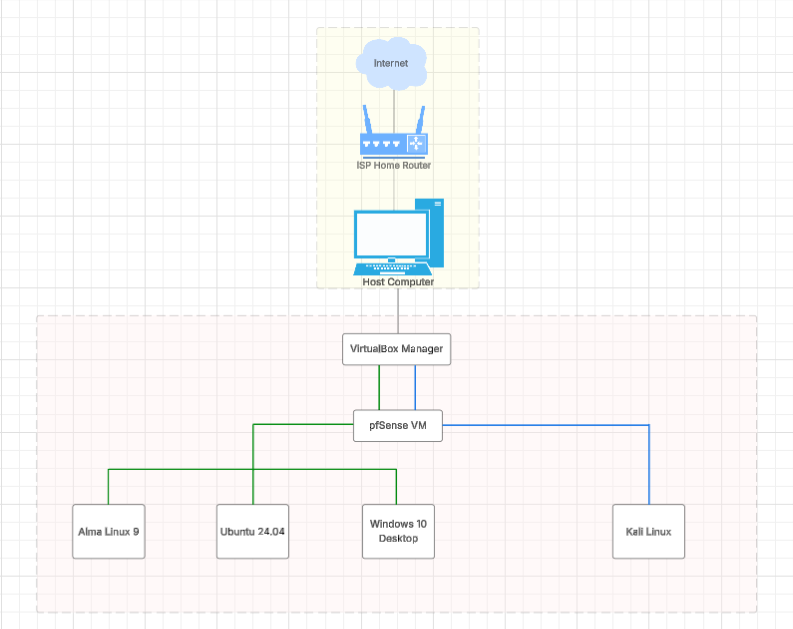 Internet
ISP Home Router
Host Computer
VirtualBox Manager
pfSense VM
Alma Linux 9
Ubuntu 24.04
Windows 10
Desktop
Kali Linux